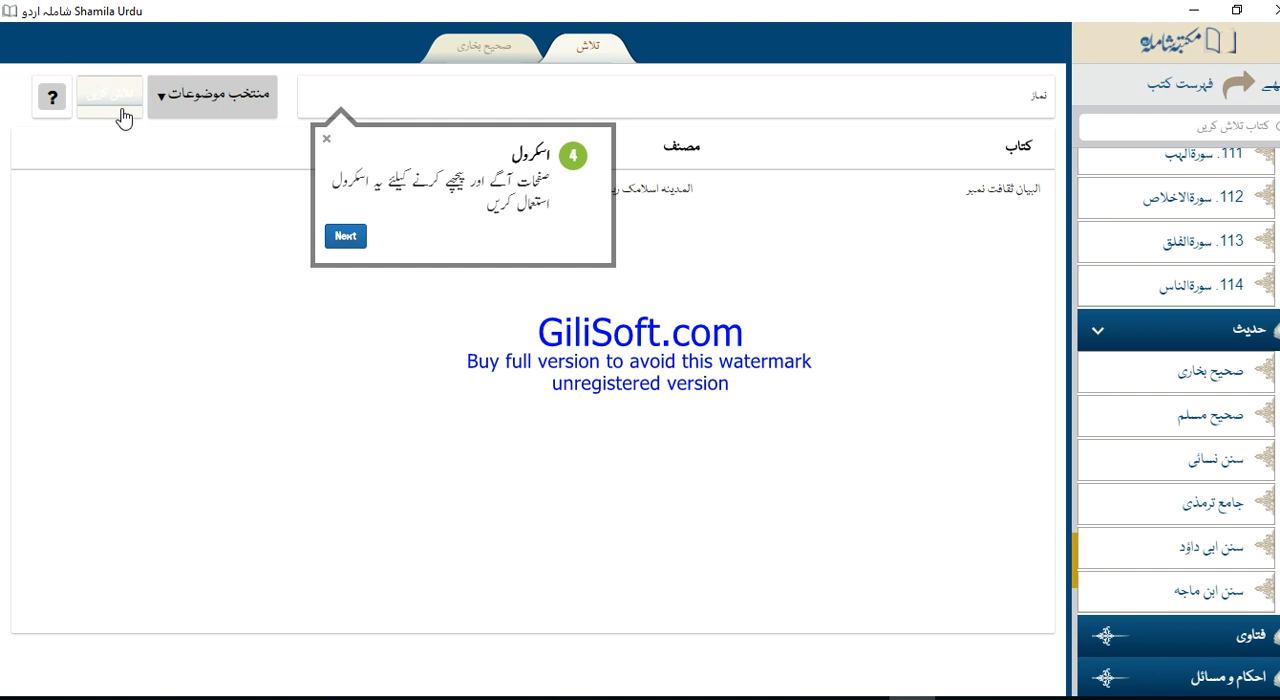 شاملہ اردو Shamila Urdu
تلاش
صحیح بخاری
مکتبہ شاملہ
فہرست کتب
نماز
منتخب موضوعات ▾
تلاش کریں
?
کتاب تلاش کریں
کتاب
مصنف
البیان ثقافت نمبر
المدینہ اسلامک
4
اسکرول
صفحات آگے اور پیچھے کرنے کیلئے یہ اسکرول
استعمال کریں
Next
GiliSoft.com
Buy full version to avoid this watermark
unregistered version
111. سورۃالہب
112. سورۃالاخلاص
113. سورۃالفلق
114. سورۃالناس
حدیث
صحیح بخاری
صحیح مسلم
سنن نسائی
جامع ترمذی
سنن ابی داؤد
سنن ابن ماجہ
فتاوی
احکام و مسائل